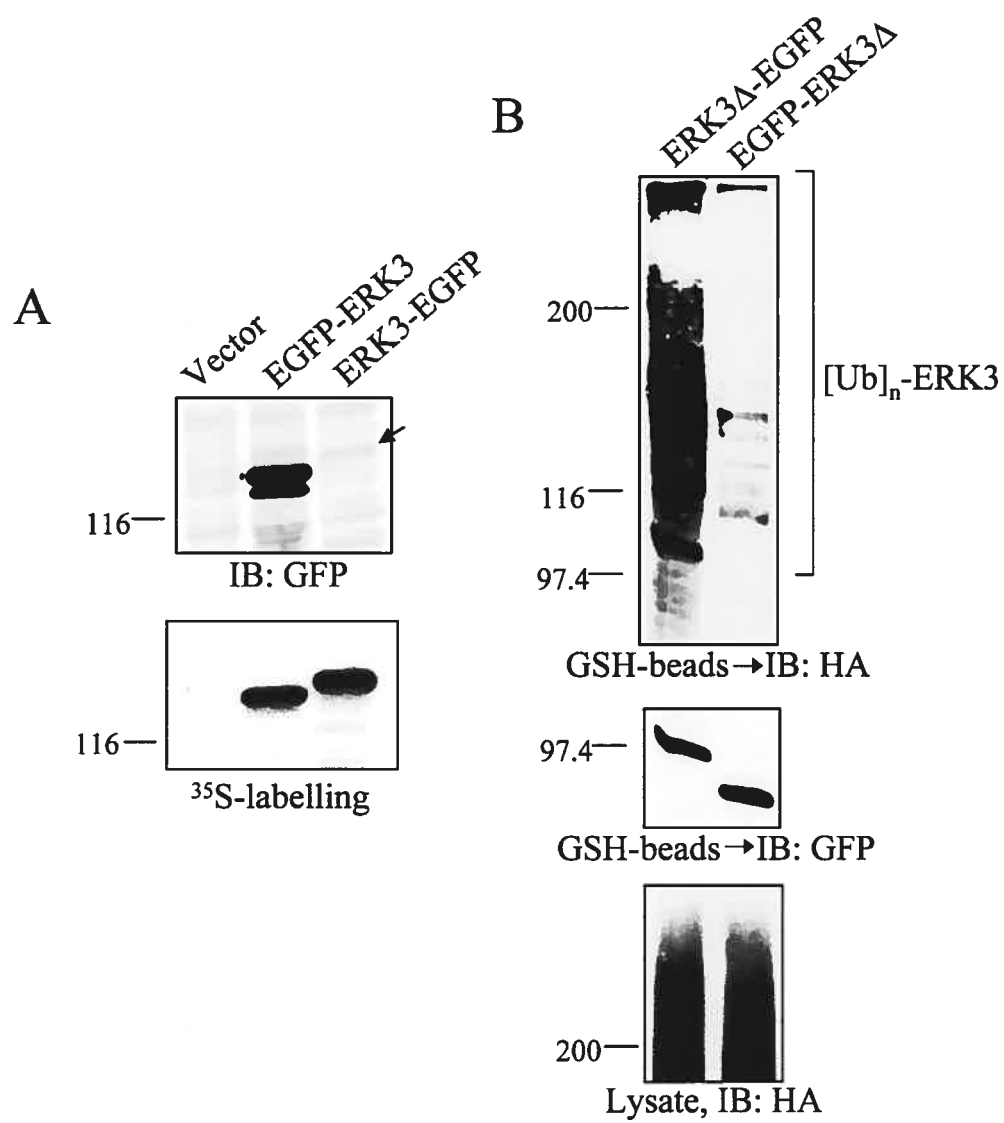 A
Vector
EGFP-ERK3
ERK3-EGFP
116
IB: GFP
116
³⁵S-labelling
B
ERK3Δ-EGFP
EGFP-ERK3Δ
200
116
97.4
[Ub]ₙ-ERK3
GSH-beads→IB: HA
97.4
GSH-beads→IB: GFP
200
Lysate, IB: HA